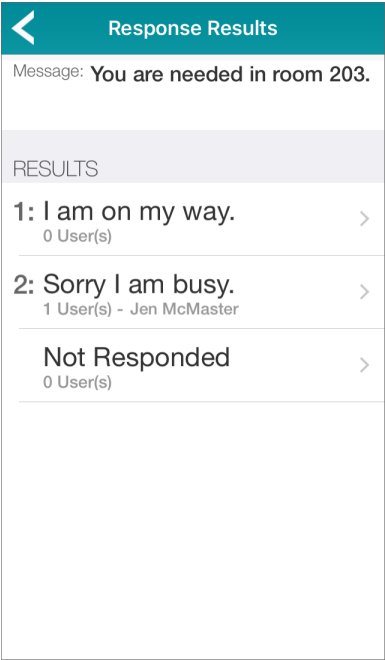 Response Results
Message: You are needed in room 203.
RESULTS
1: I am on my way.
0 User(s)
2: Sorry I am busy.
1 User(s) - Jen McMaster
Not Responded
0 User(s)